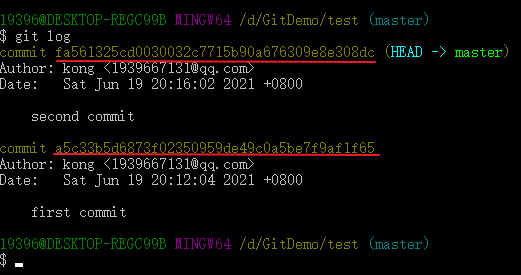 19396@DESKTOP-REGC99B MINGW64 /d/GitDemo/test (master)
$ git log
commit fa561325cd0030032c7715b90a676309e8e308dc (HEAD -> master)
Author: kong <1939667131@qq.com>
Date:   Sat Jun 19 20:16:02 2021 +0800
second commit
commit a5c33b5d6873f02350959de49c0a5be7f9af1f65
Author: kong <1939667131@qq.com>
Date:   Sat Jun 19 20:12:04 2021 +0800
first commit
19396@DESKTOP-REGC99B MINGW64 /d/GitDemo/test (master)
$